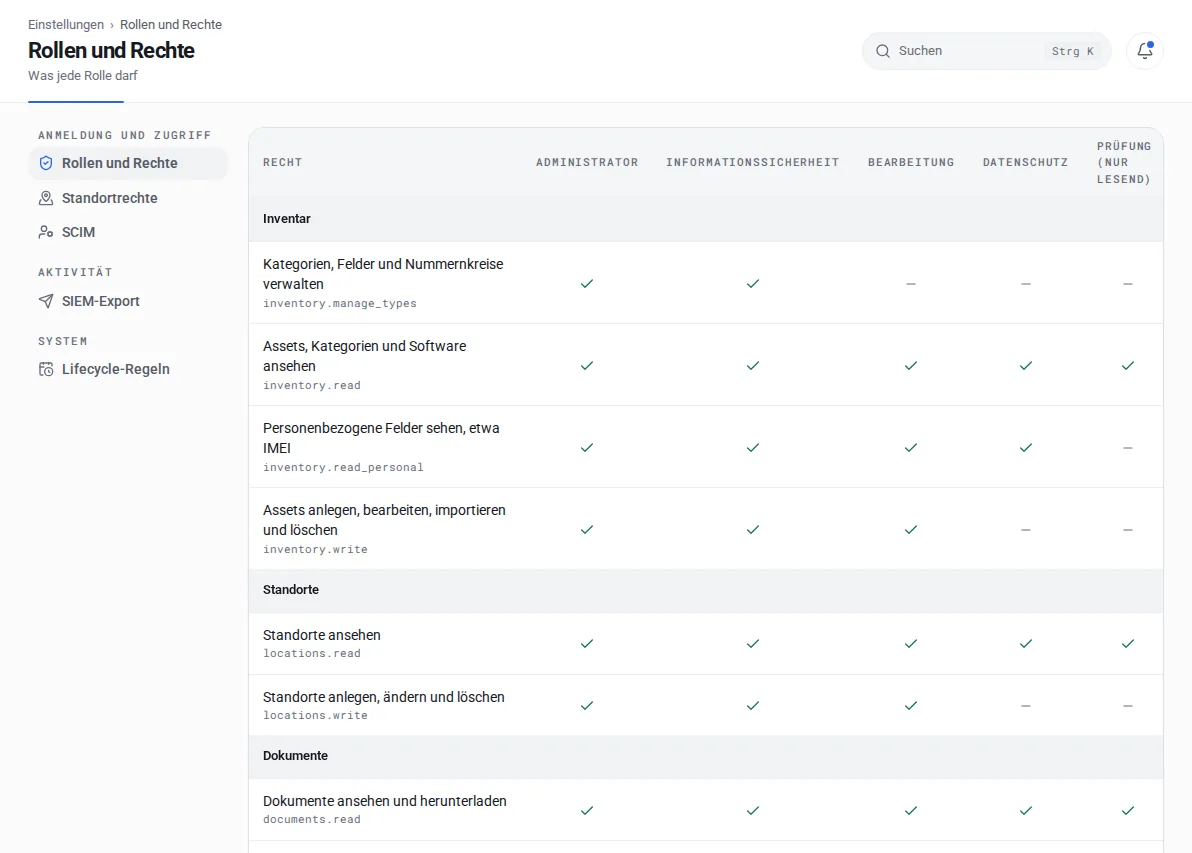 Einstellungen › Rollen und Rechte
Rollen und Rechte
Was jede Rolle darf
Suchen
Strg K
ANMELDUNG UND ZUGRIFF
Rollen und Rechte
Standortrechte
SCIM
AKTIVITÄT
SIEM-Export
SYSTEM
Lifecycle-Regeln
RECHT
ADMINISTRATOR
INFORMATIONSSICHERHEIT
BEARBEITUNG
DATENSCHUTZ
PRÜFUNG
(NUR
LESEND)
Inventar
Kategorien, Felder und Nummernkreise
verwalten
inventory.manage_types
Assets, Kategorien und Software
ansehen
inventory.read
Personenbezogene Felder sehen, etwa
IMEI
inventory.read_personal
Assets anlegen, bearbeiten, importieren
und löschen
inventory.write
Standorte
Standorte ansehen
locations.read
Standorte anlegen, ändern und löschen
locations.write
Dokumente
Dokumente ansehen und herunterladen
documents.read